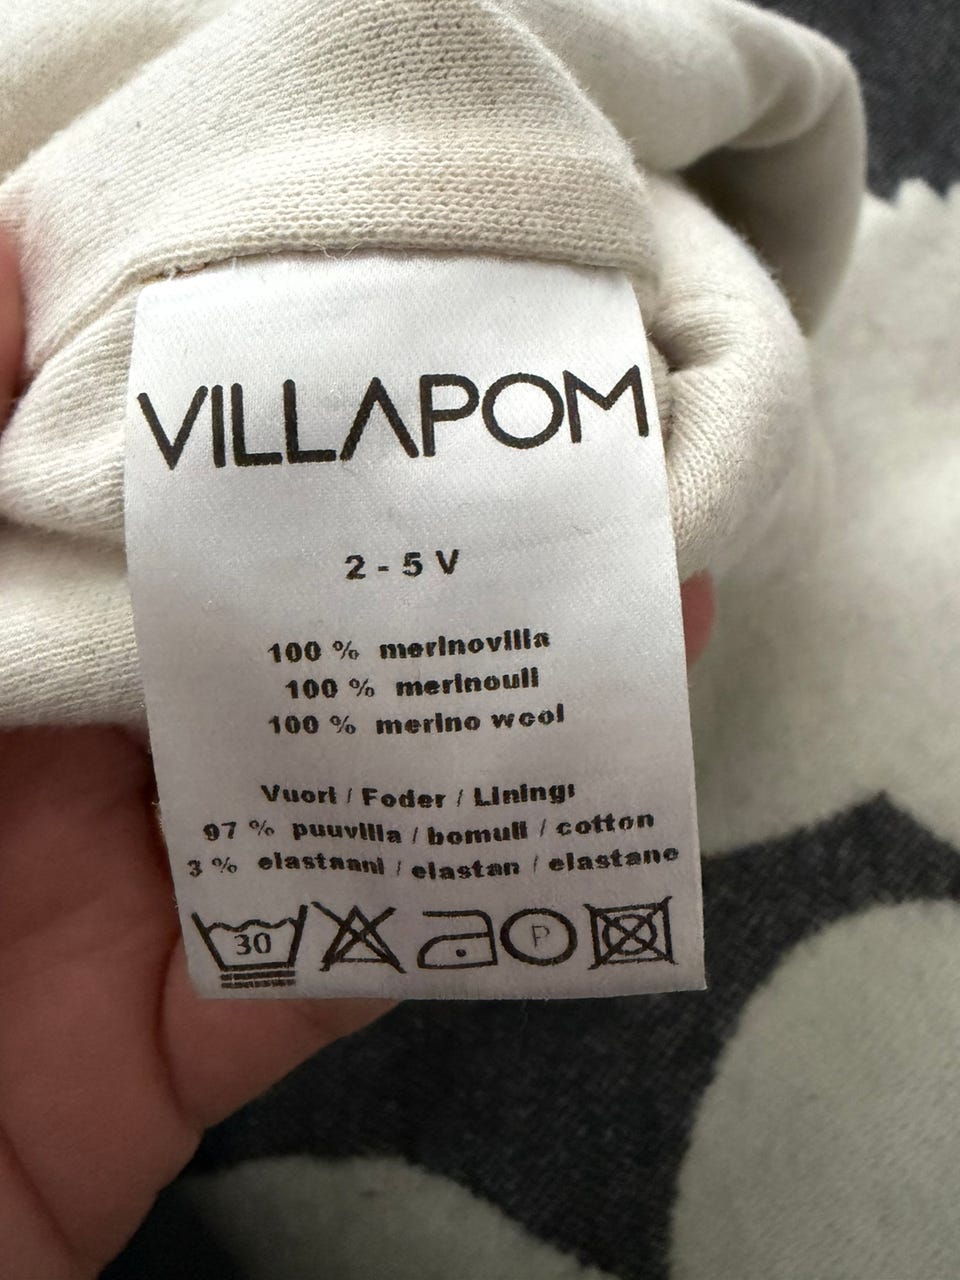 VILLAPOM
2 - 5 V
100 % merinovilla
100 % merinoull
100 % merino wool
Vuori / Foder / Lining:
97 % puuvilla / bomull / cotton
3 % elastaani / elastan / elastane
30 P